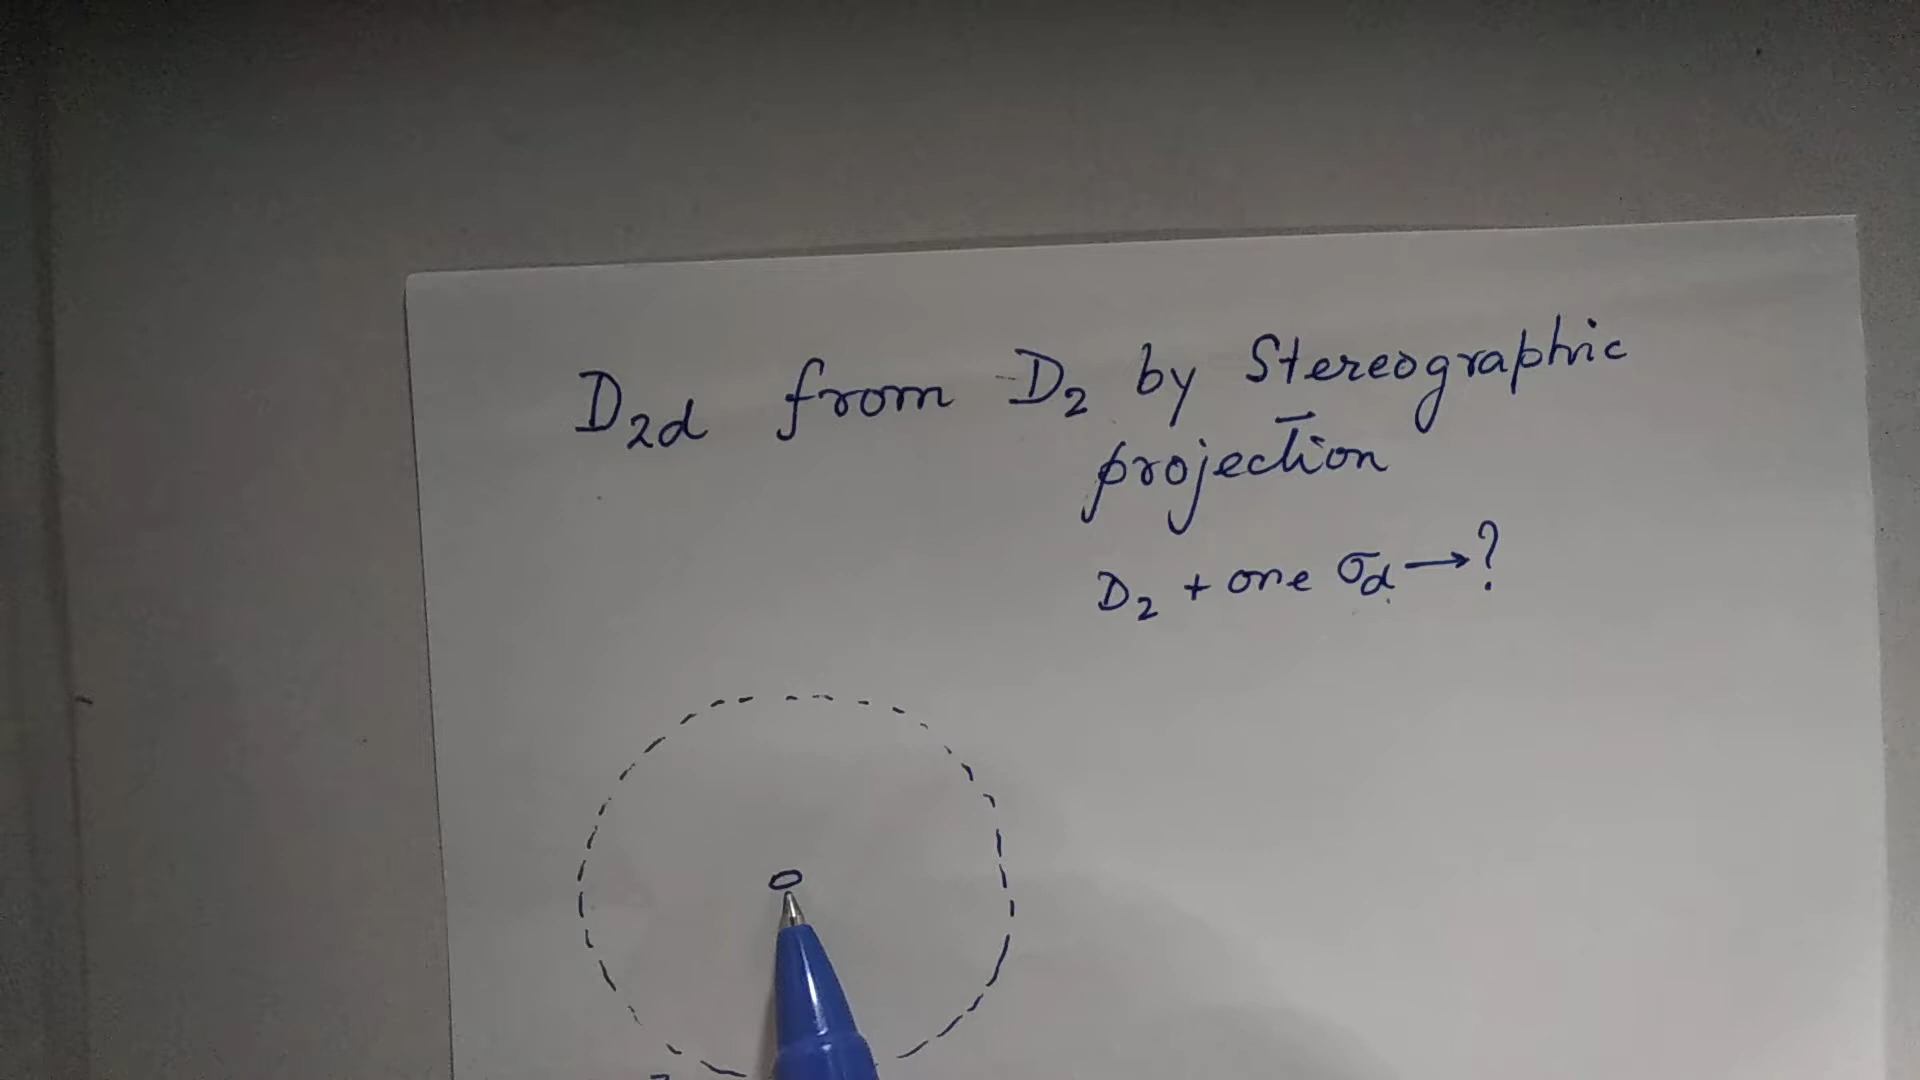 D₂d from D₂ by Stereographic
projection
D₂ + one σd → ?